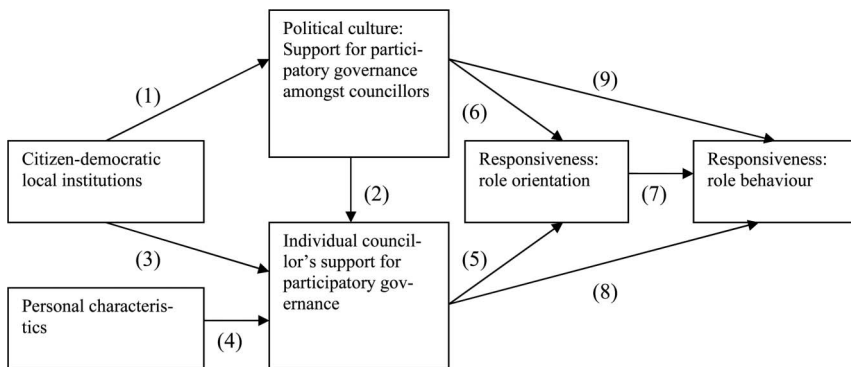 Political culture:
Support for partici-
patory governance
amongst councillors
(1)
(9)
(6)
Citizen-democratic
local institutions
Responsiveness:
role orientation
Responsiveness:
role behaviour
(7)
(2)
(3)
Individual council-
lor's support for
participatory gov-
ernance
(5)
(8)
Personal characteris-
tics
(4)